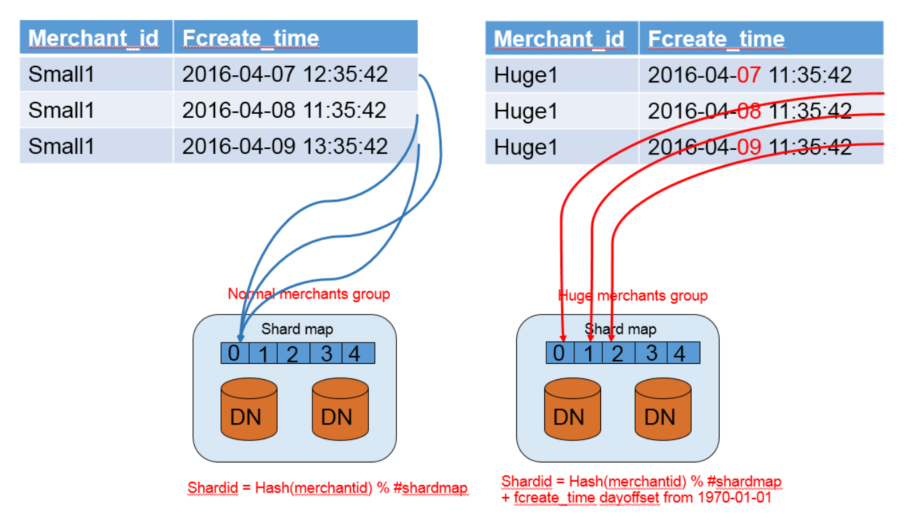 Merchant_id Fcreate_time
Small1 2016-04-07 12:35:42
Small1 2016-04-08 11:35:42
Small1 2016-04-09 13:35:42
Normal merchants group
Shard map
0 1 2 3 4
DN DN
Shardid = Hash(merchantid) % #shardmap
Merchant_id Fcreate_time
Huge1 2016-04-07 11:35:42
Huge1 2016-04-08 11:35:42
Huge1 2016-04-09 11:35:42
Huge merchants group
Shard map
0 1 2 3 4
DN DN
Shardid = Hash(merchantid) % #shardmap
+ fcreate_time dayoffset from 1970-01-01